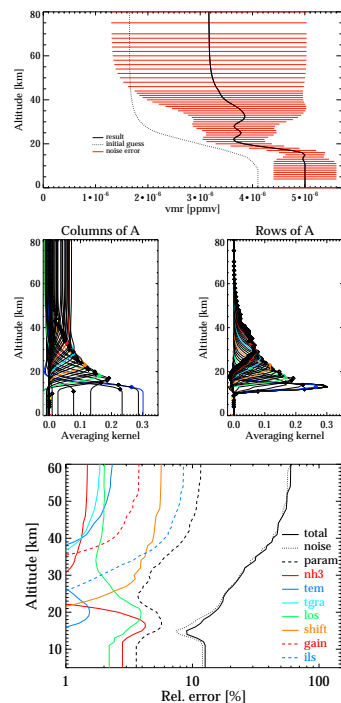 80
60
40
20
0
Altitude [km]
result
initial guess
noise error
0 1•10⁻⁶ 2•10⁻⁶ 3•10⁻⁶ 4•10⁻⁶ 5•10⁻⁶
vmr [ppmv]
Columns of A
80
60
40
20
0
Altitude [km]
0.0 0.1 0.2 0.3
Averaging kernel
Rows of A
80
60
40
20
0
Altitude [km]
0.0 0.1 0.2 0.3
Averaging kernel
60
50
40
30
20
10
Altitude [km]
total
noise
param
nh3
tem
tgra
los
shift
gain
ils
1 10 100
Rel. error [%]